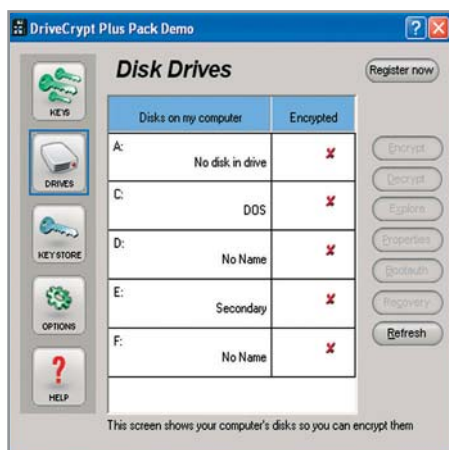 DriveCrypt Plus Pack Demo
KEYS
DRIVES
KEYSTORE
OPTIONS
? HELP
Disk Drives
Register now
Disks on my computer Encrypted
A: No disk in drive
C: DOS
D: No Name
E: Secondary
F: No Name
Encrypt
Decrypt
Explore
Properties
Bootauth
Recovery
Refresh
This screen shows your computer's disks so you can encrypt them